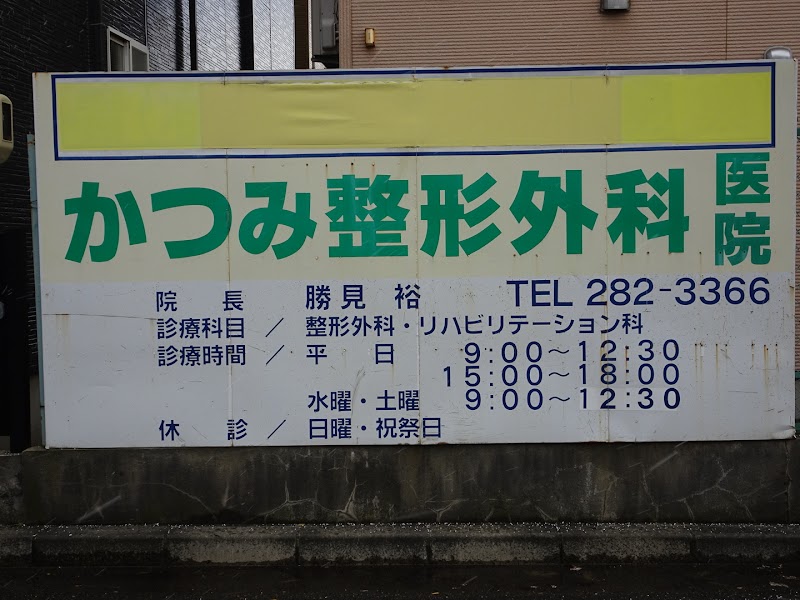 かつみ整形外科医院
院長 勝見 裕 TEL 282-3366
診療科目／整形外科・リハビリテーション科
診療時間／平日 9:00〜12:30
15:00〜18:00
水曜・土曜 9:00〜12:30
休診／日曜・祝祭日